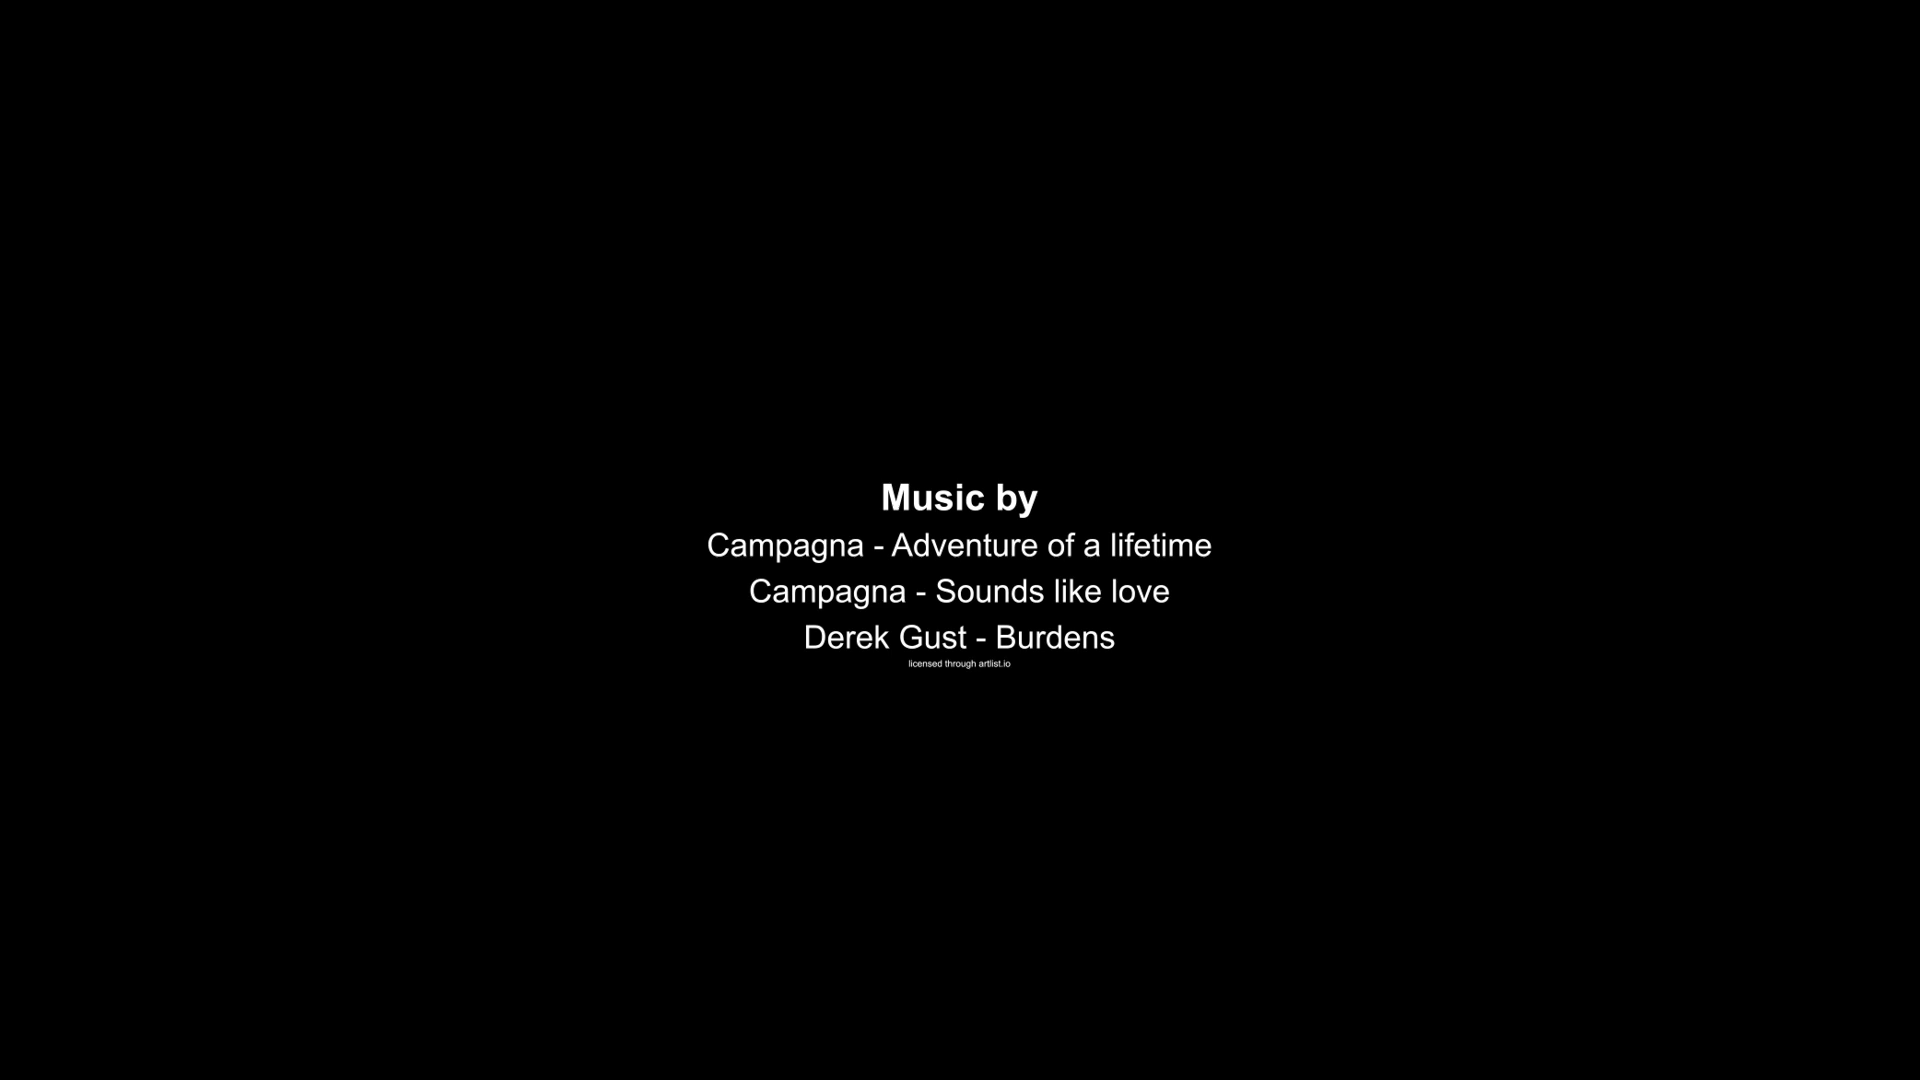 Music by
Campagna - Adventure of a lifetime
Campagna - Sounds like love
Derek Gust - Burdens
licensed through artlist.io